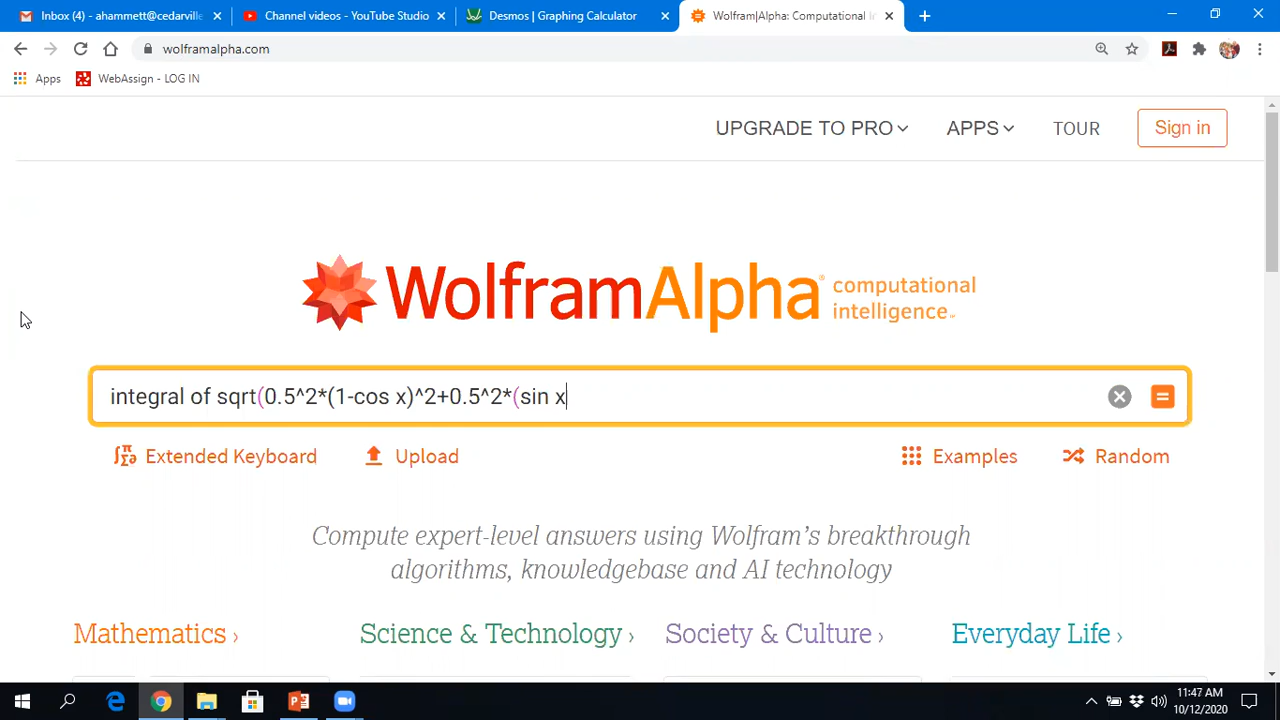 Inbox (4) - ahammett@cedarville
Channel videos - YouTube Studio
Desmos | Graphing Calculator
Wolfram|Alpha: Computational In
wolframalpha.com
Apps
WebAssign - LOG IN
UPGRADE TO PRO
APPS
TOUR
Sign in
WolframAlpha computational intelligence.
integral of sqrt(0.5^2*(1-cos x)^2+0.5^2*(sin x
Extended Keyboard
Upload
Examples
Random
Compute expert-level answers using Wolfram's breakthrough
algorithms, knowledgebase and AI technology
Mathematics ›
Science & Technology ›
Society & Culture ›
Everyday Life ›
11:47 AM
10/12/2020